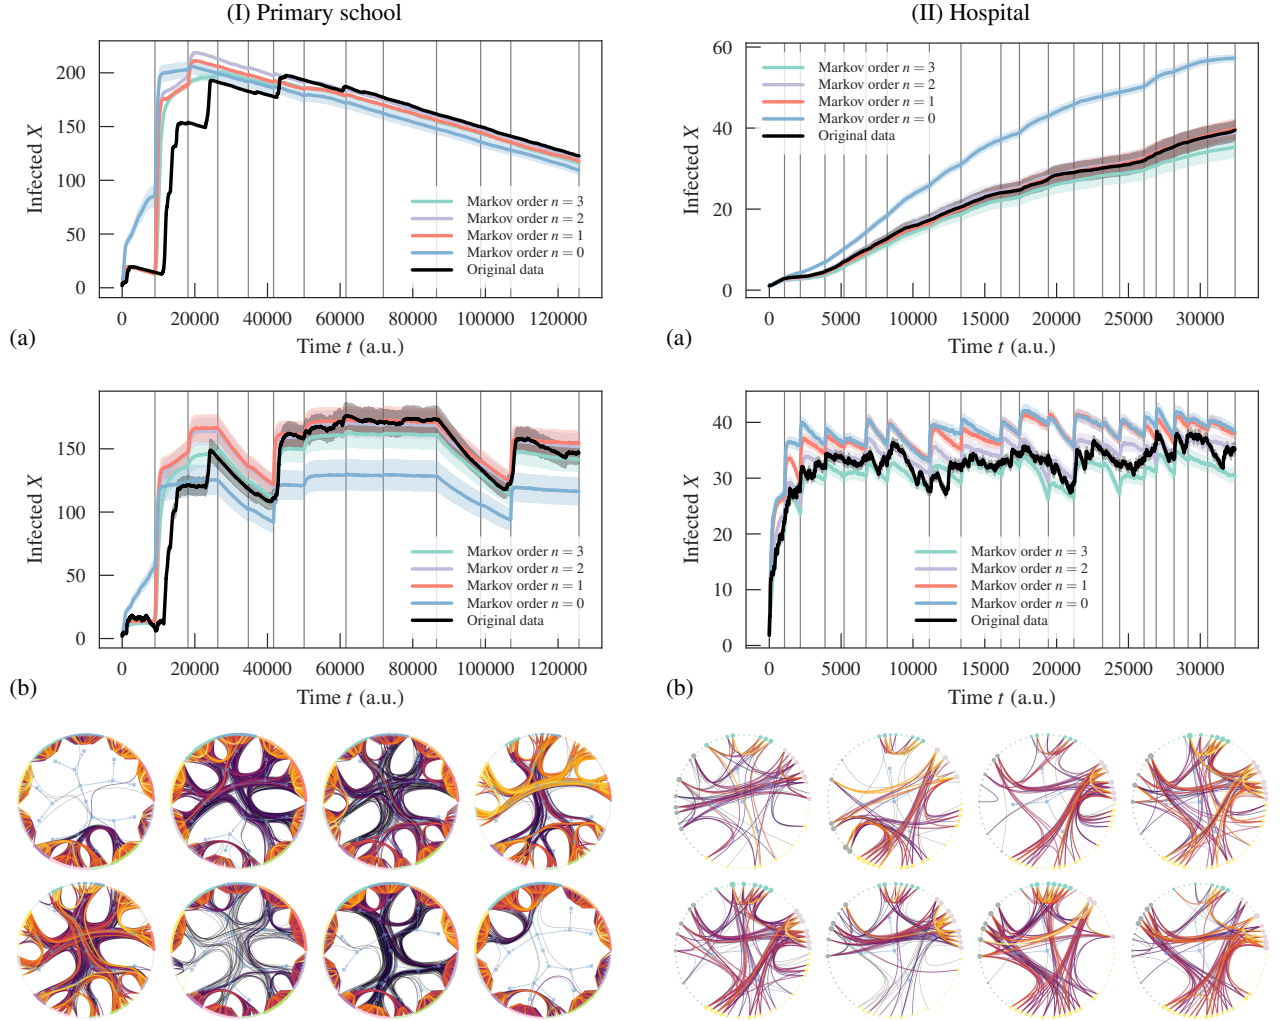 (I) Primary school
(II) Hospital
200
150
100
50
0
Infected X
Markov order n = 3
Markov order n = 2
Markov order n = 1
Markov order n = 0
Original data
0 20000 40000 60000 80000 100000 120000
(a)
Time t (a.u.)
60
40
20
0
Infected X
Markov order n = 3
Markov order n = 2
Markov order n = 1
Markov order n = 0
Original data
0 5000 10000 15000 20000 25000 30000
(a)
Time t (a.u.)
150
100
50
0
Infected X
Markov order n = 3
Markov order n = 2
Markov order n = 1
Markov order n = 0
Original data
0 20000 40000 60000 80000 100000 120000
(b)
Time t (a.u.)
40
30
20
10
0
Infected X
Markov order n = 3
Markov order n = 2
Markov order n = 1
Markov order n = 0
Original data
0 5000 10000 15000 20000 25000 30000
(b)
Time t (a.u.)